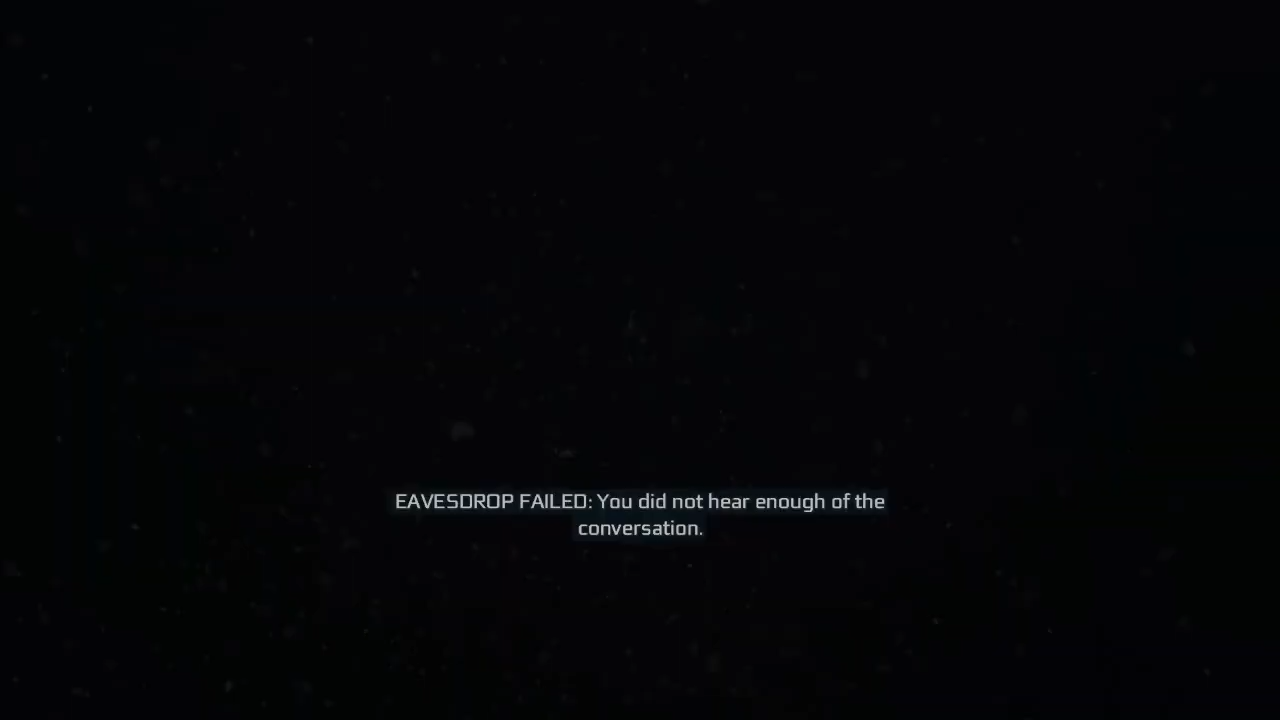 EAVESDROP FAILED: You did not hear enough of the
conversation.